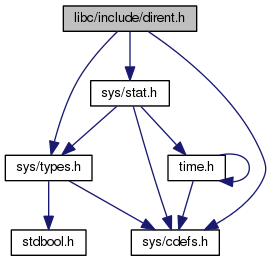 libc/include/dirent.h
sys/stat.h
sys/types.h
time.h
stdbool.h
sys/cdefs.h